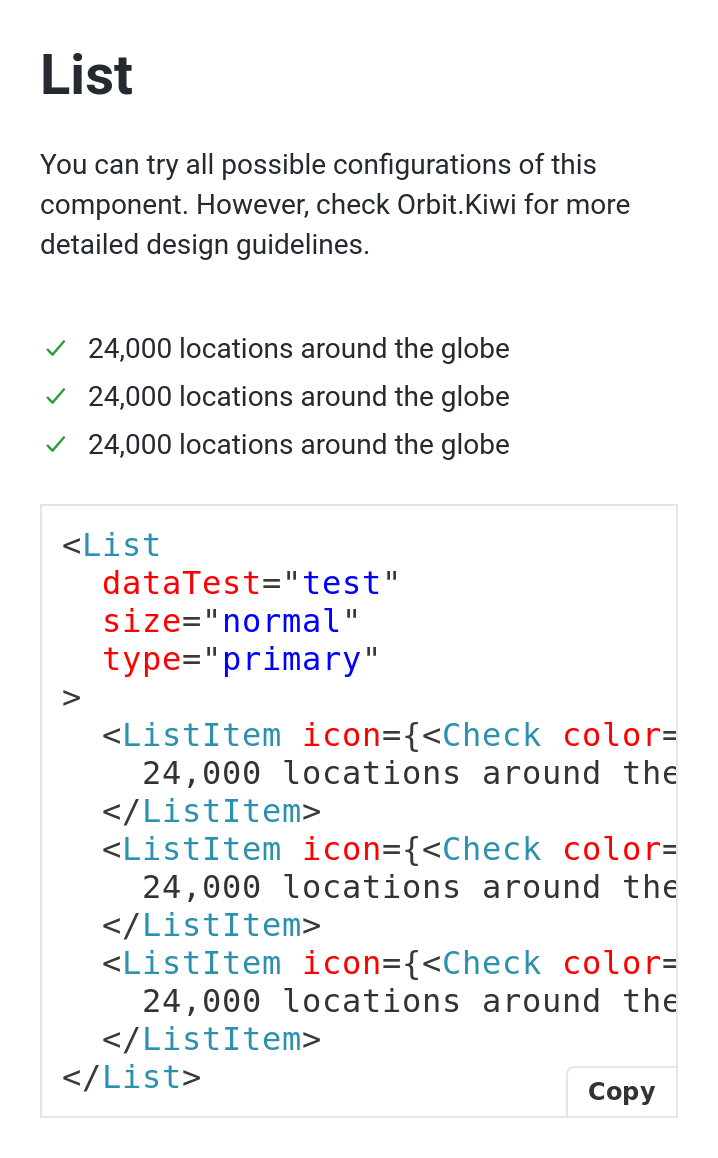 List
You can try all possible configurations of this
component. However, check Orbit.Kiwi for more
detailed design guidelines.
24,000 locations around the globe
24,000 locations around the globe
24,000 locations around the globe
<List
  dataTest="test"
  size="normal"
  type="primary"
>
  <ListItem icon={<Check color=
    24,000 locations around the
  </ListItem>
  <ListItem icon={<Check color=
    24,000 locations around the
  </ListItem>
  <ListItem icon={<Check color=
    24,000 locations around the
  </ListItem>
</List>
Copy